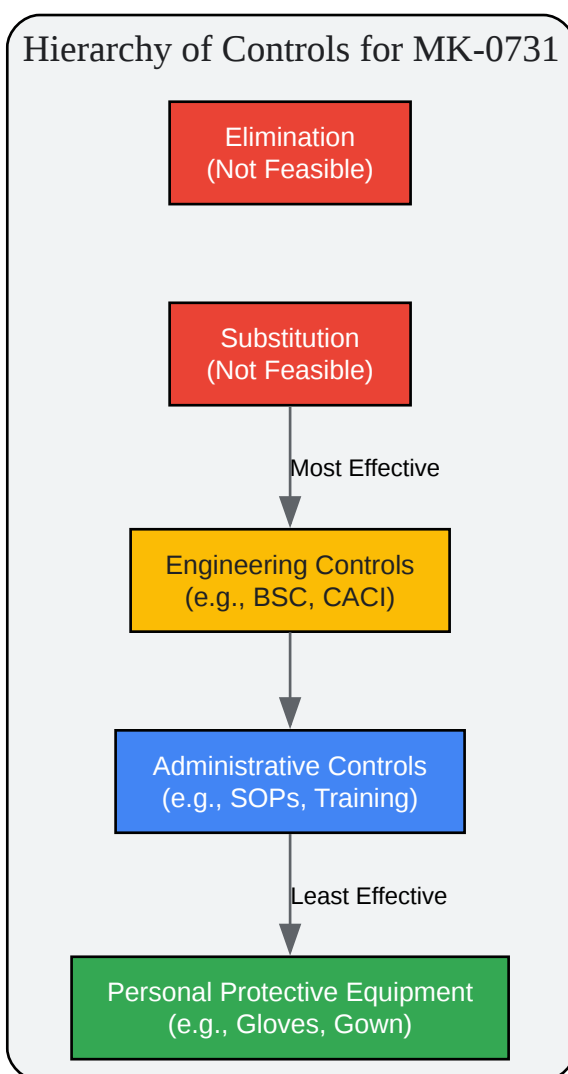 Hierarchy of Controls for MK-0731
Elimination
(Not Feasible)
Substitution
(Not Feasible)
Most Effective
Engineering Controls
(e.g., BSC, CACI)
Administrative Controls
(e.g., SOPs, Training)
Least Effective
Personal Protective Equipment
(e.g., Gloves, Gown)